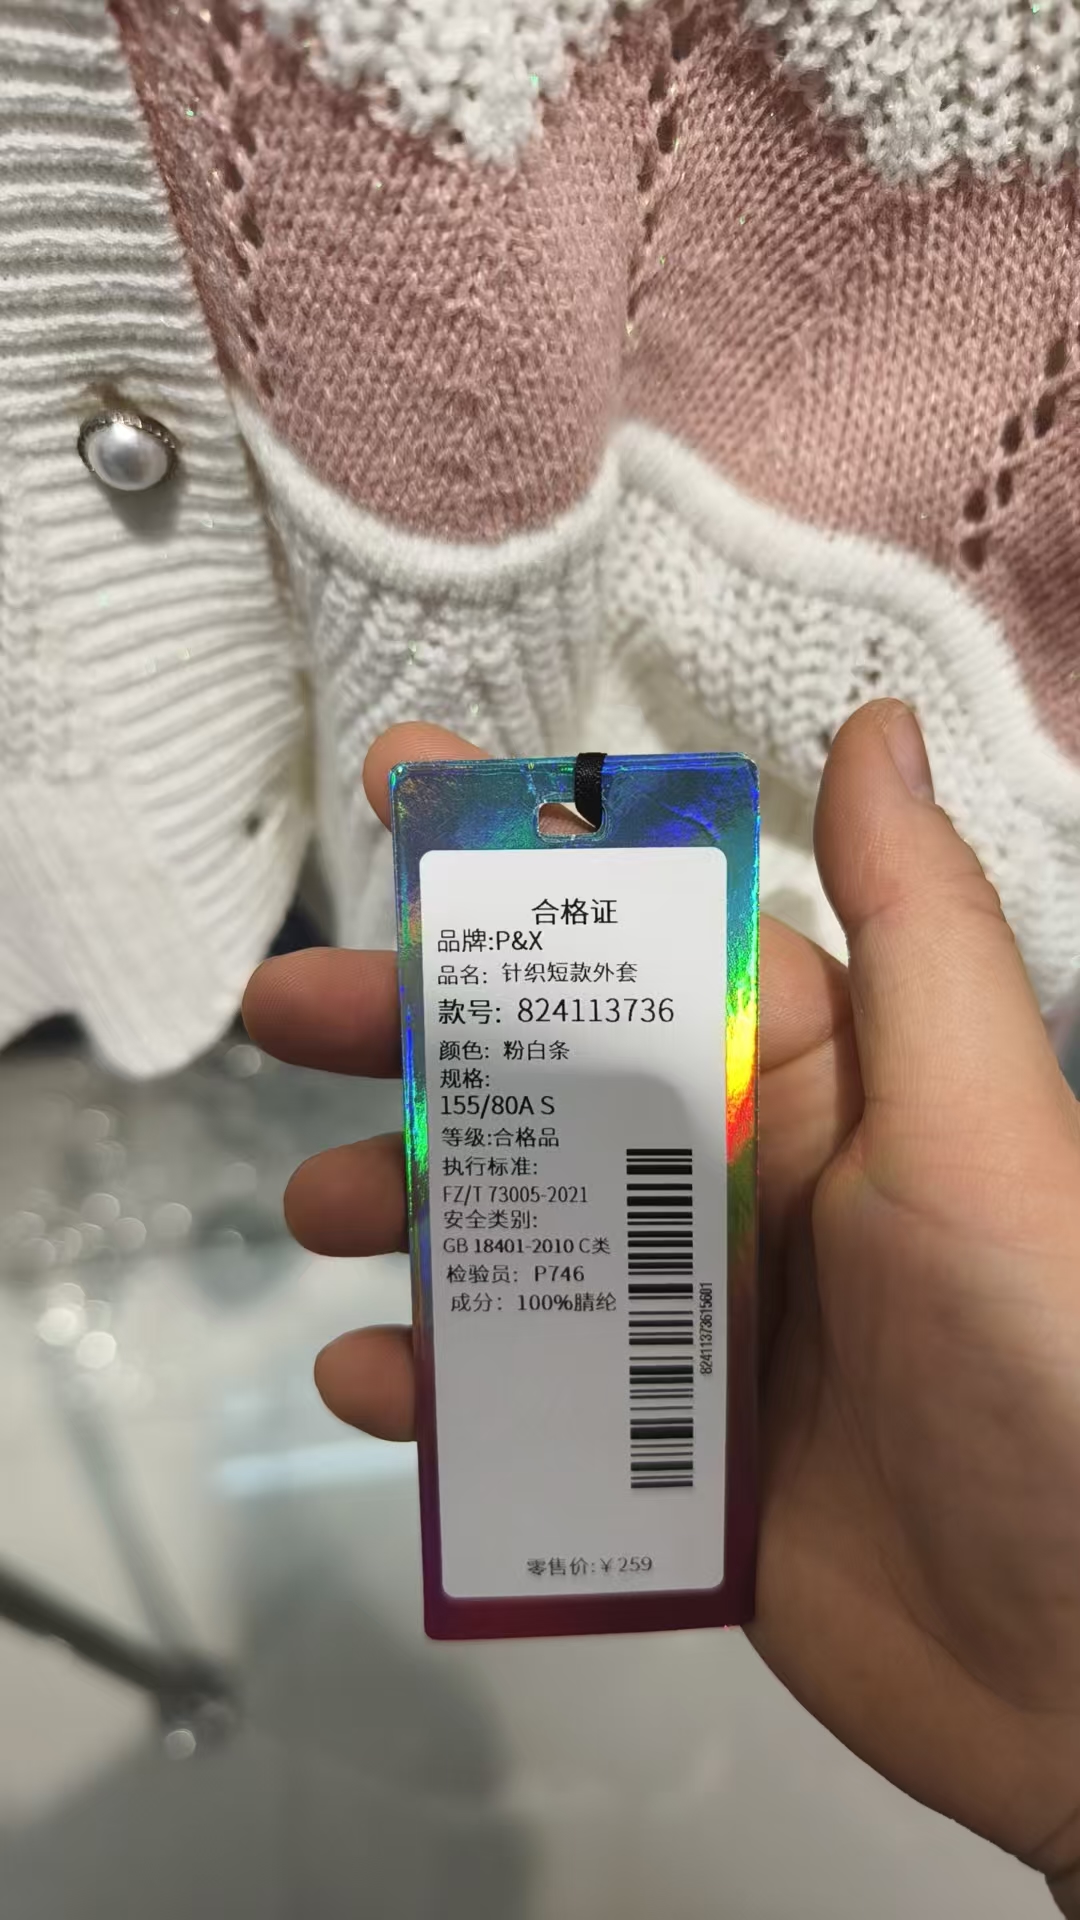 合格证
品牌:P&X
品名: 针织短款外套
款号: 824113736
颜色: 粉白条
规格:
155/80A S
等级:合格品
执行标准:
FZ/T 73005-2021
安全类别:
GB 18401-2010 C类
检验员: P746
成分: 100%腈纶
82411373615601
零售价:¥259